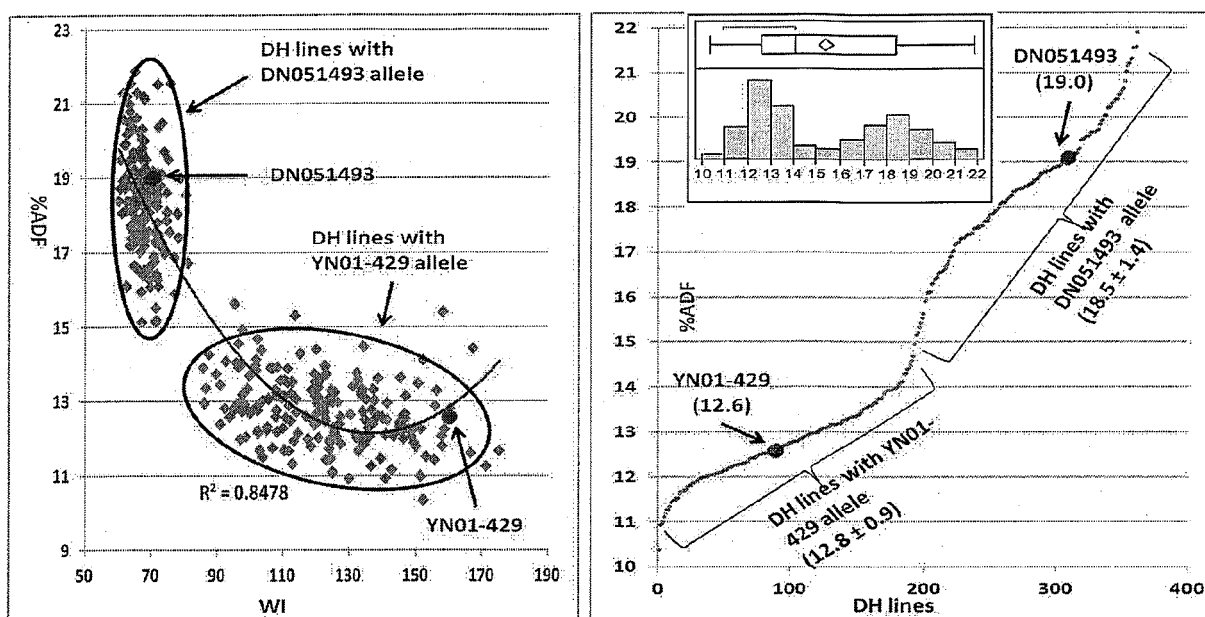 DH lines with
DN051493 allele
23
21
19
17
15
13
11
9
%ADF
DN051493
DH lines with
YN01-429 allele
R² = 0.8478
YN01-429
50 70 90 110 130 150 170 190
WI
22
21
20
19
18
17
16
15
14
13
12
11
10
%ADF
10 11 12 13 14 15 16 17 18 19 20 21 22
DN051493
(19.0)
DH lines with
DN051493 allele
(18.5 ± 1.4)
YN01-429
(12.6)
DH lines with YN01-
429 allele
(12.8 ± 0.9)
0 100 200 300 400
DH lines